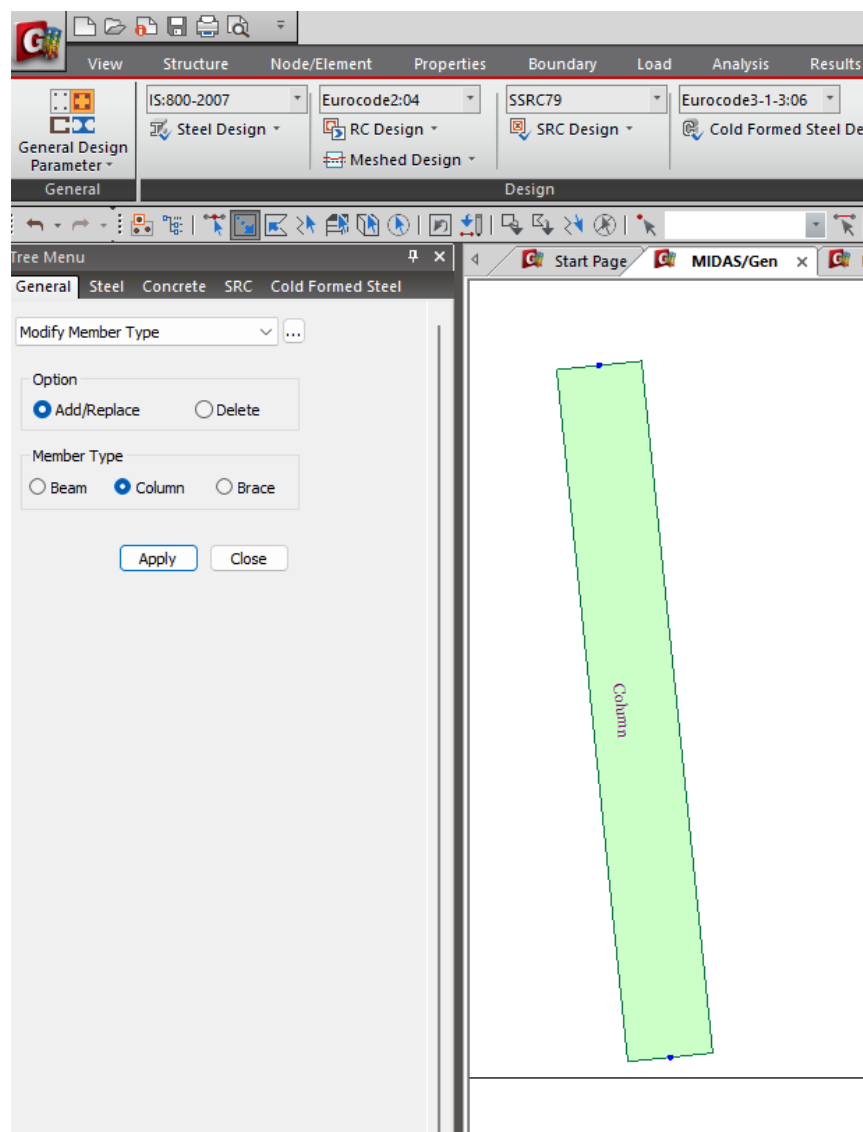 View Structure Node/Element Properties Boundary Load Analysis Results
IS:800-2007 Eurocode2:04 SSRC79 Eurocode3-1-3:06
Steel Design RC Design SRC Design Cold Formed Steel De
General Design
Parameter
Meshed Design
General Design
Tree Menu
Start Page MIDAS/Gen
General Steel Concrete SRC Cold Formed Steel
Modify Member Type ...
Option
Add/Replace Delete
Member Type
Beam Column Brace
Apply Close
Column